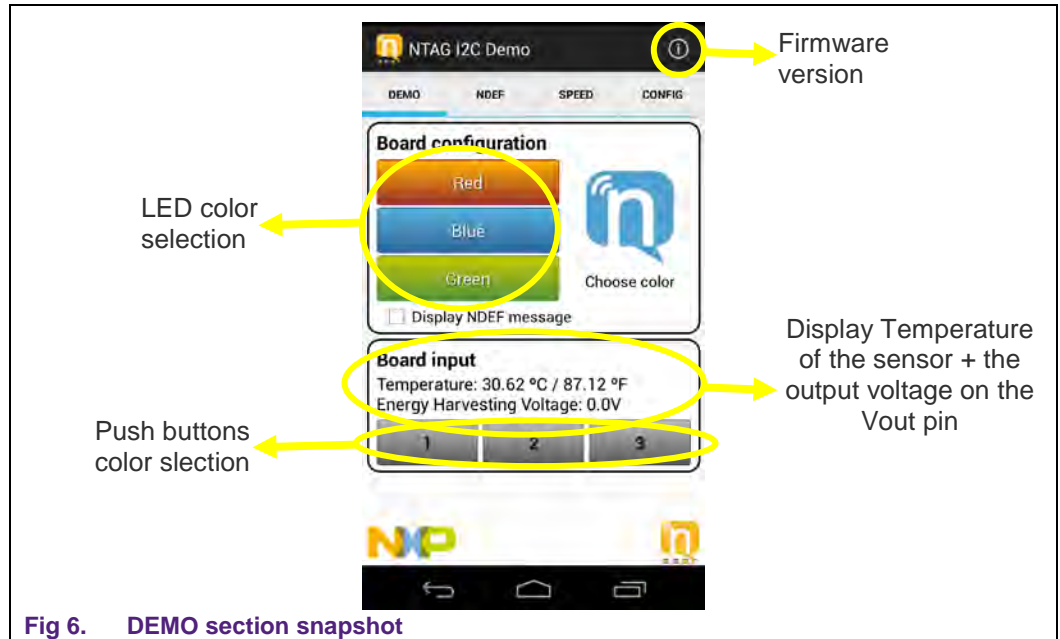 NTAG I2C Demo
Firmware
version
DEMO NDEF SPEED CONFIG
Board configuration
Red
Blue
Green
Choose color
Display NDEF message
LED color
selection
Board input
Temperature: 30.62 ºC / 87.12 ºF
Energy Harvesting Voltage: 0.0V
1 2 3
Display Temperature
of the sensor + the
output voltage on the
Vout pin
Push buttons
color slection
NXP
Fig 6. DEMO section snapshot